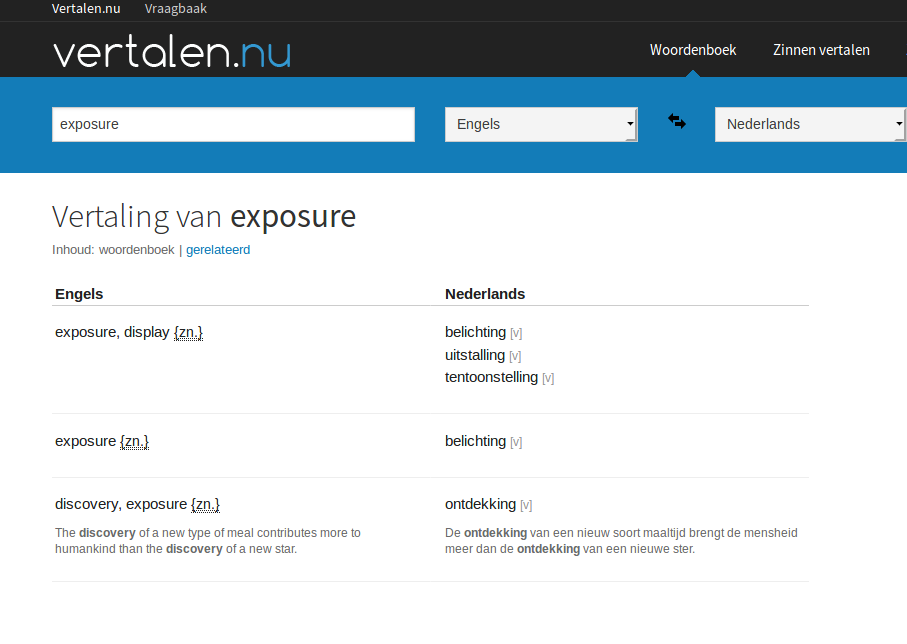 Vertalen.nu Vraagbaak
vertalen.nu Woordenboek Zinnen vertalen
exposure Engels Nederlands
Vertaling van exposure
Inhoud: woordenboek | gerelateerd
Engels Nederlands
exposure, display {zn.} belichting [v]
uitstalling [v]
tentoonstelling [v]
exposure {zn.} belichting [v]
discovery, exposure {zn.} ontdekking [v]
The discovery of a new type of meal contributes more to
humankind than the discovery of a new star.
De ontdekking van een nieuw soort maaltijd brengt de mensheid
meer dan de ontdekking van een nieuwe ster.